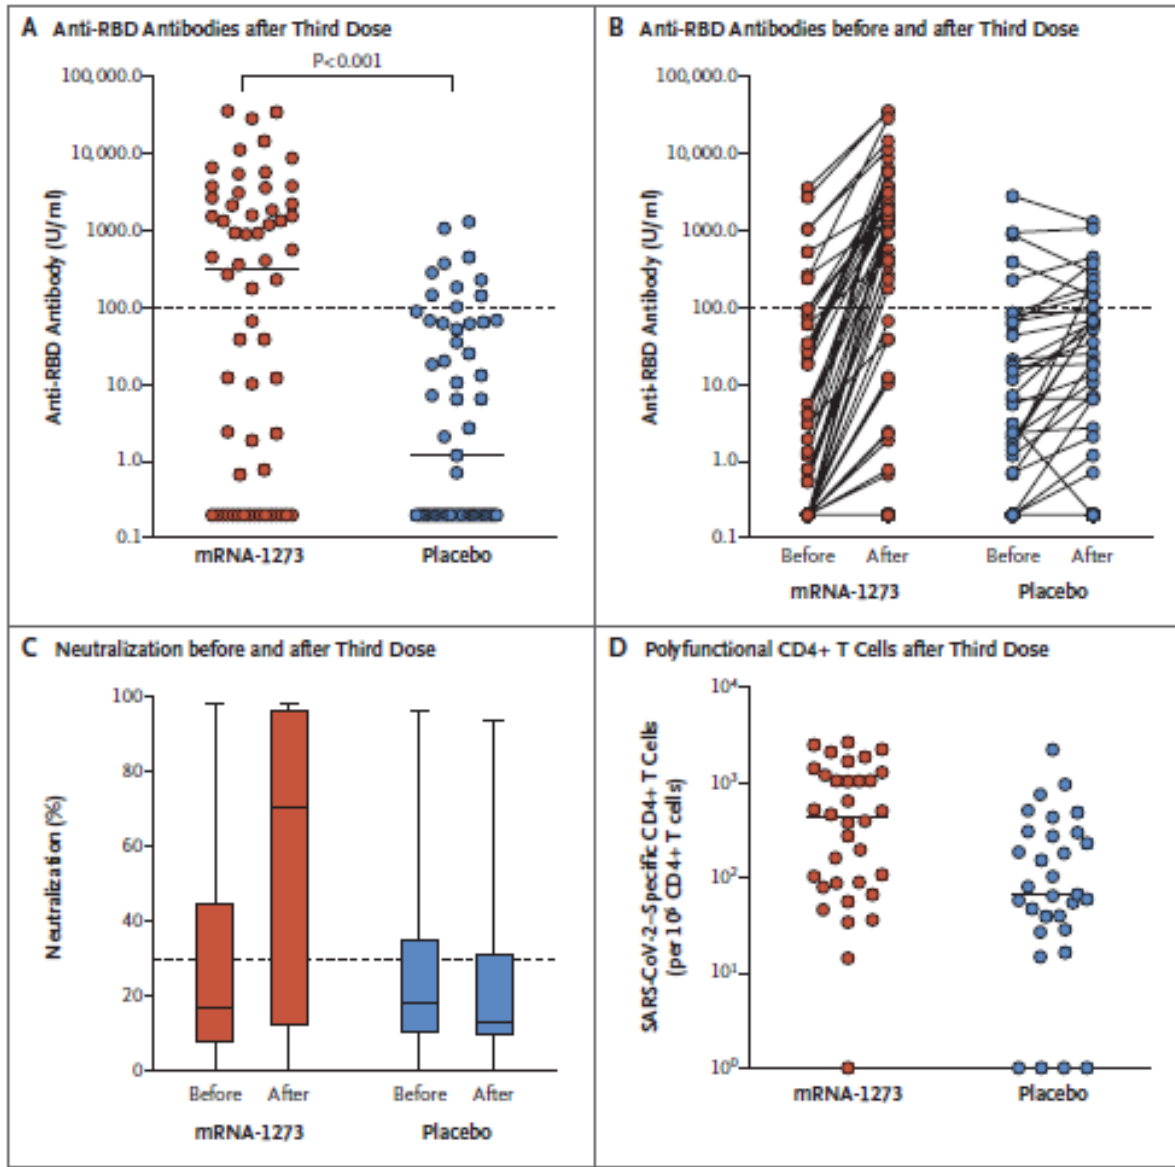 A Anti-RBD Antibodies after Third Dose
P<0.001
100,000.0
10,000.0
1000.0
100.0
10.0
1.0
0.1
Anti-RBD Antibody (U/ml)
mRNA-1273 Placebo
B Anti-RBD Antibodies before and after Third Dose
100,000.0
10,000.0
1000.0
100.0
10.0
1.0
0.1
Anti-RBD Antibody (U/ml)
Before After Before After
mRNA-1273 Placebo
C Neutralization before and after Third Dose
100
80
60
40
20
0
Neutralization (%)
Before After Before After
mRNA-1273 Placebo
D Polyfunctional CD4+ T Cells after Third Dose
10⁴
10³
10²
10¹
10⁰
SARS-CoV-2–Specific CD4+ T Cells
(per 10⁶ CD4+ T cells)
mRNA-1273 Placebo